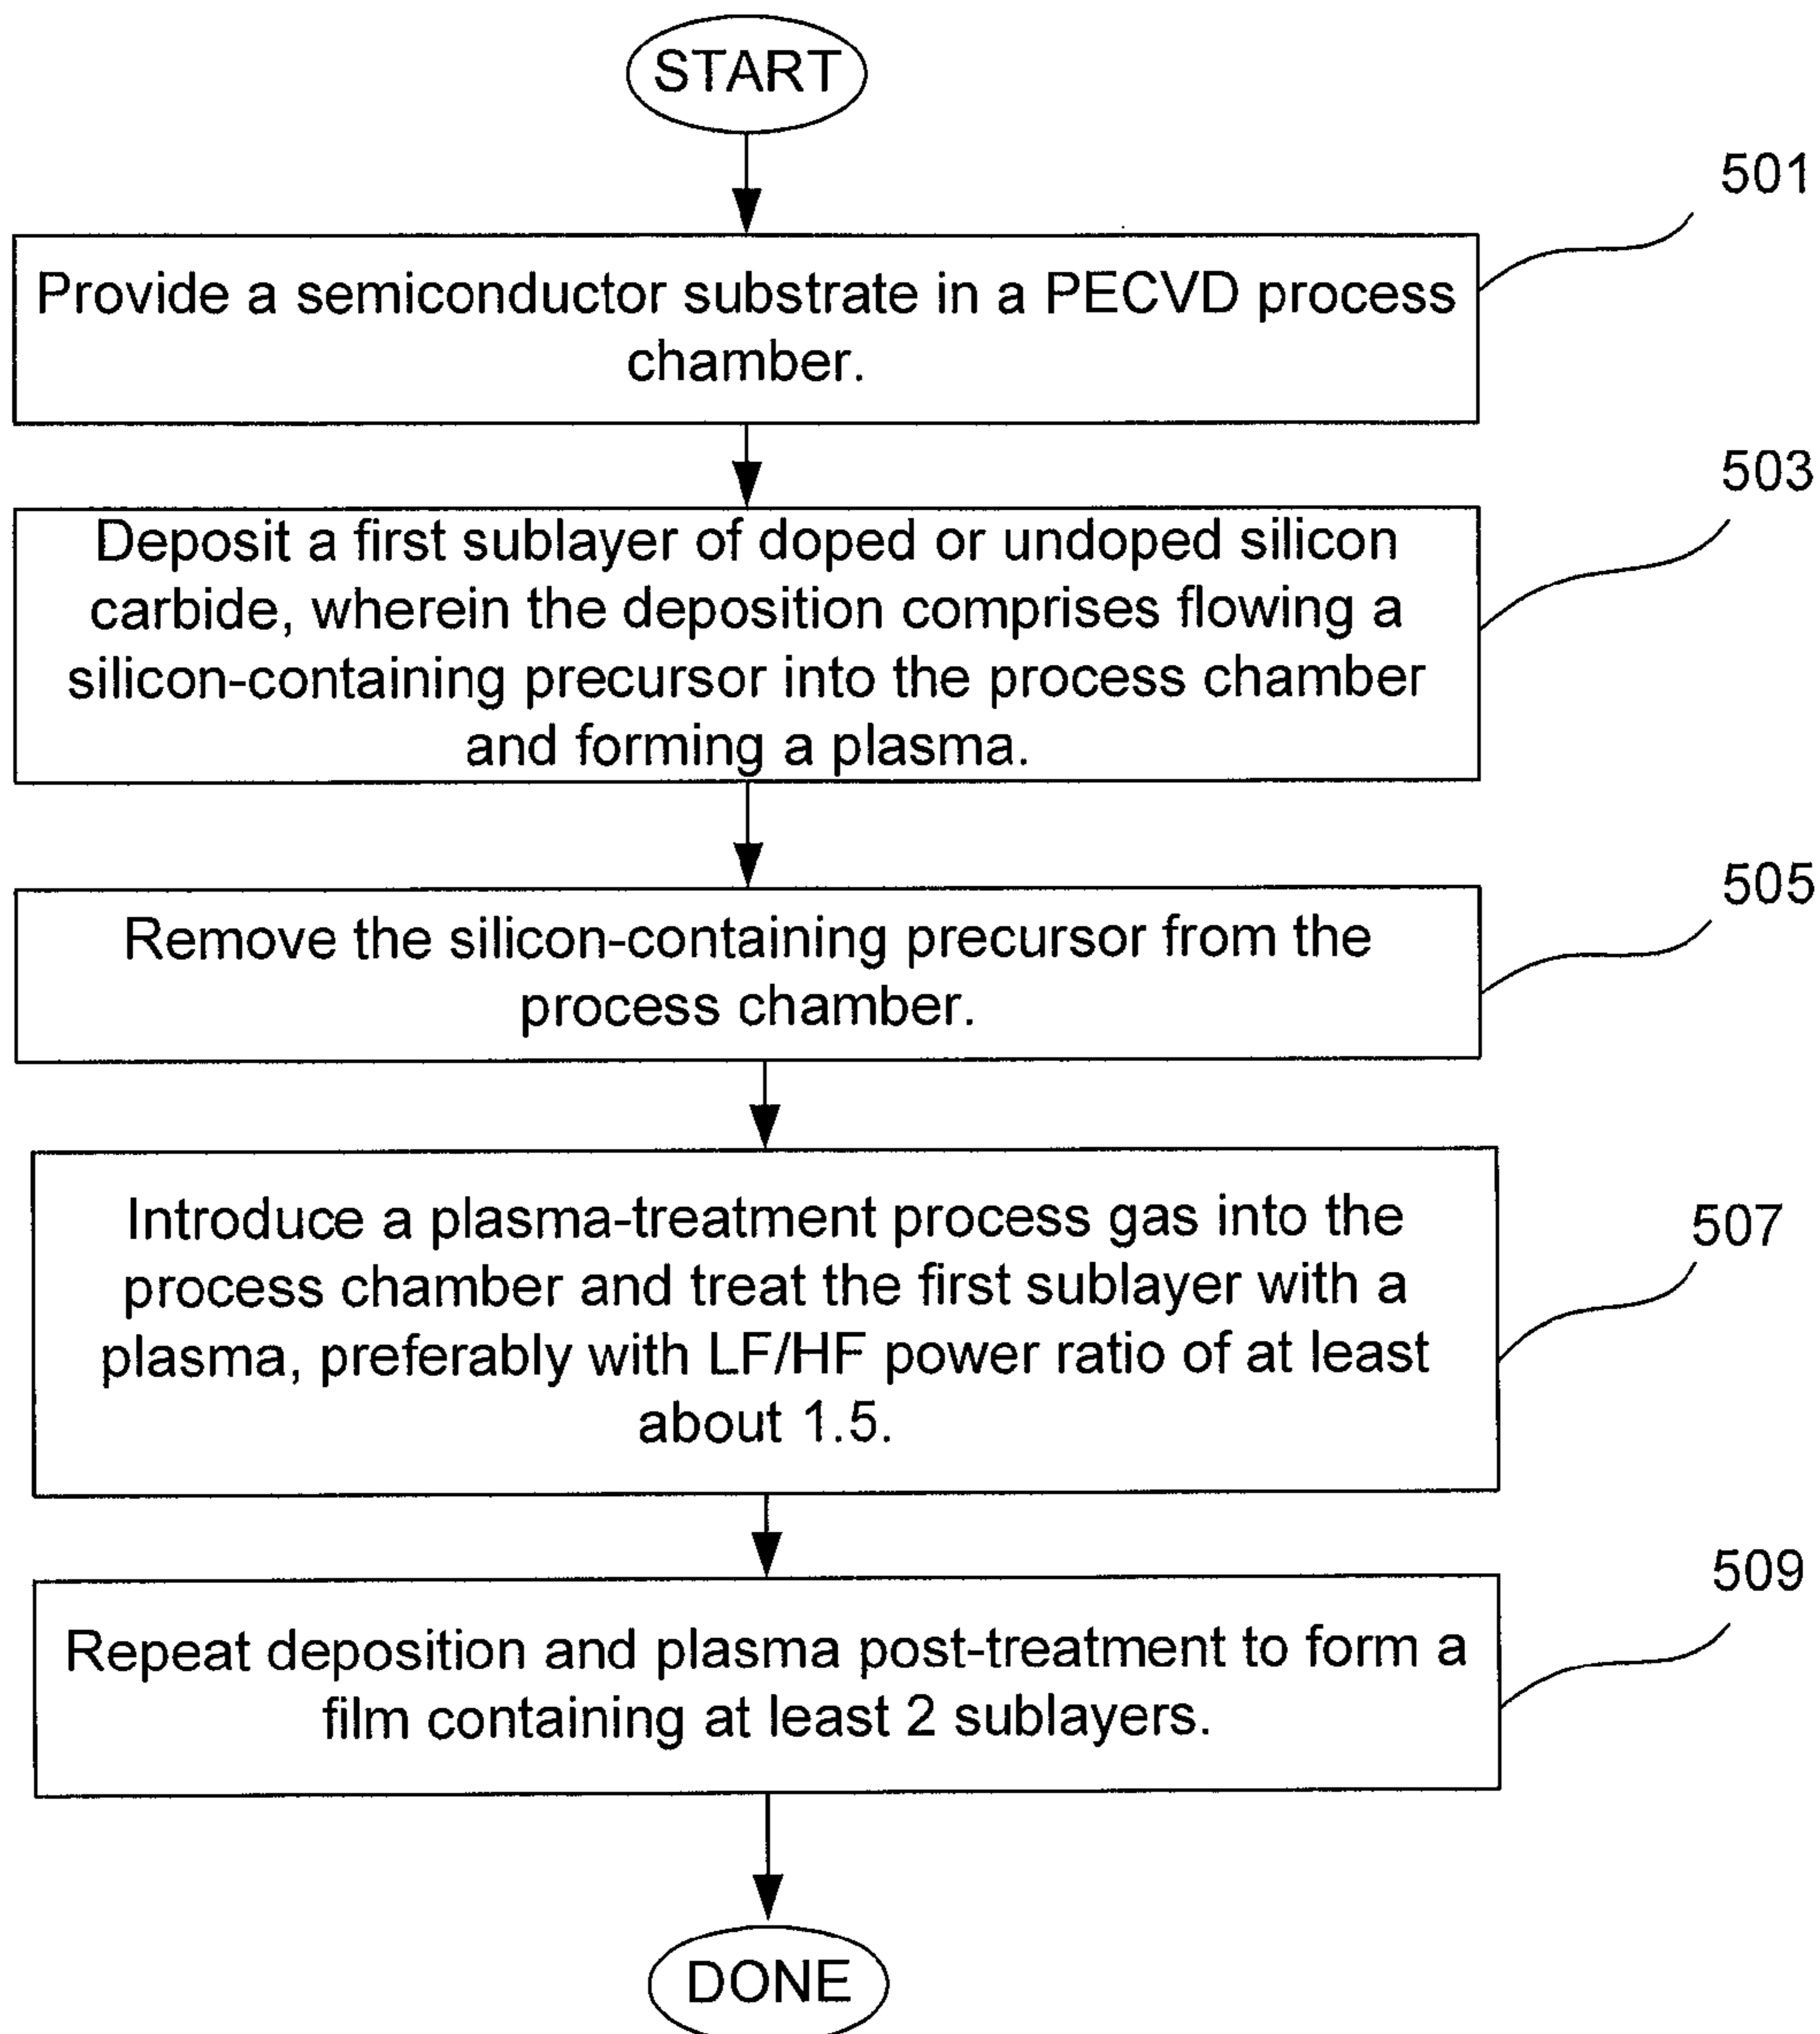 START
501
Provide a semiconductor substrate in a PECVD process
chamber.
503
Deposit a first sublayer of doped or undoped silicon
carbide, wherein the deposition comprises flowing a
silicon-containing precursor into the process chamber
and forming a plasma.
505
Remove the silicon-containing precursor from the
process chamber.
507
Introduce a plasma-treatment process gas into the
process chamber and treat the first sublayer with a
plasma, preferably with LF/HF power ratio of at least
about 1.5.
509
Repeat deposition and plasma post-treatment to form a
film containing at least 2 sublayers.
DONE